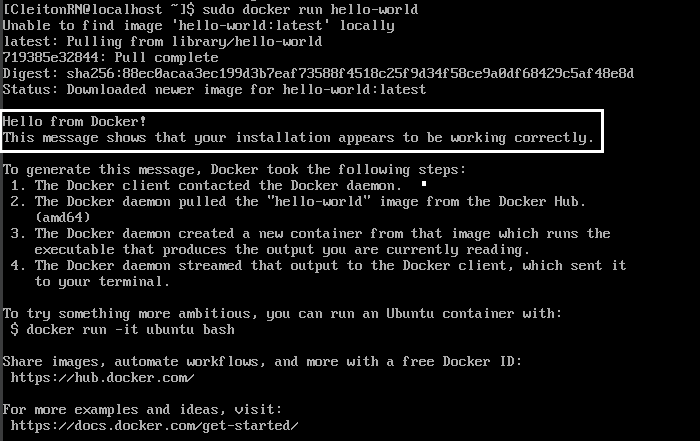 [CleitonRN@localhost ~]$ sudo docker run hello-world
Unable to find image 'hello-world:latest' locally
latest: Pulling from library/hello-world
719385e32844: Pull complete
Digest: sha256:88ec0acaa3ec199d3b7eaf73588f4518c25f9d34f58ce9a0df68429c5af48e8d
Status: Downloaded newer image for hello-world:latest
Hello from Docker!
This message shows that your installation appears to be working correctly.
To generate this message, Docker took the following steps:
1. The Docker client contacted the Docker daemon.
2. The Docker daemon pulled the "hello-world" image from the Docker Hub.
(amd64)
3. The Docker daemon created a new container from that image which runs the
executable that produces the output you are currently reading.
4. The Docker daemon streamed that output to the Docker client, which sent it
to your terminal.
To try something more ambitious, you can run an Ubuntu container with:
$ docker run -it ubuntu bash
Share images, automate workflows, and more with a free Docker ID:
https://hub.docker.com/
For more examples and ideas, visit:
https://docs.docker.com/get-started/